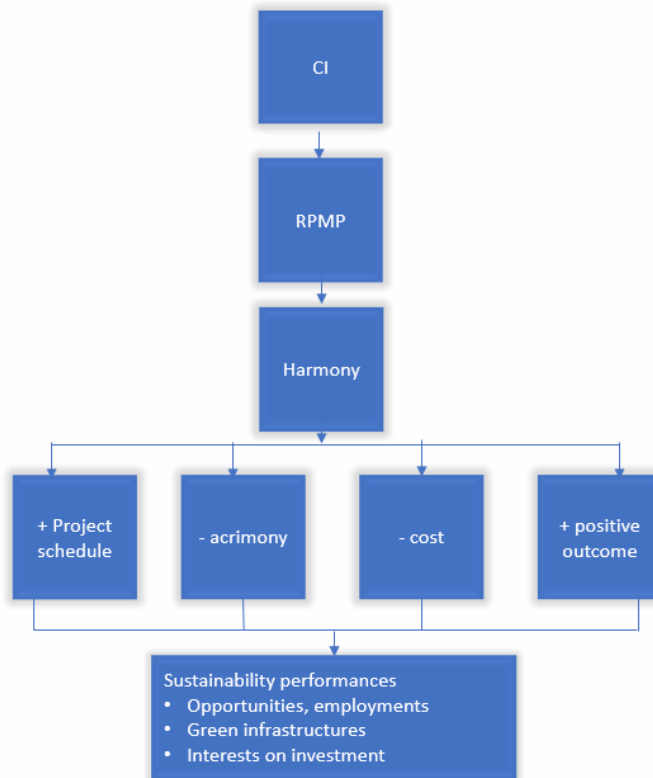 CI
RPMP
Harmony
+ Project
schedule
- acrimony
- cost
+ positive
outcome
Sustainability performances
• Opportunities, employments
• Green infrastructures
• Interests on investment